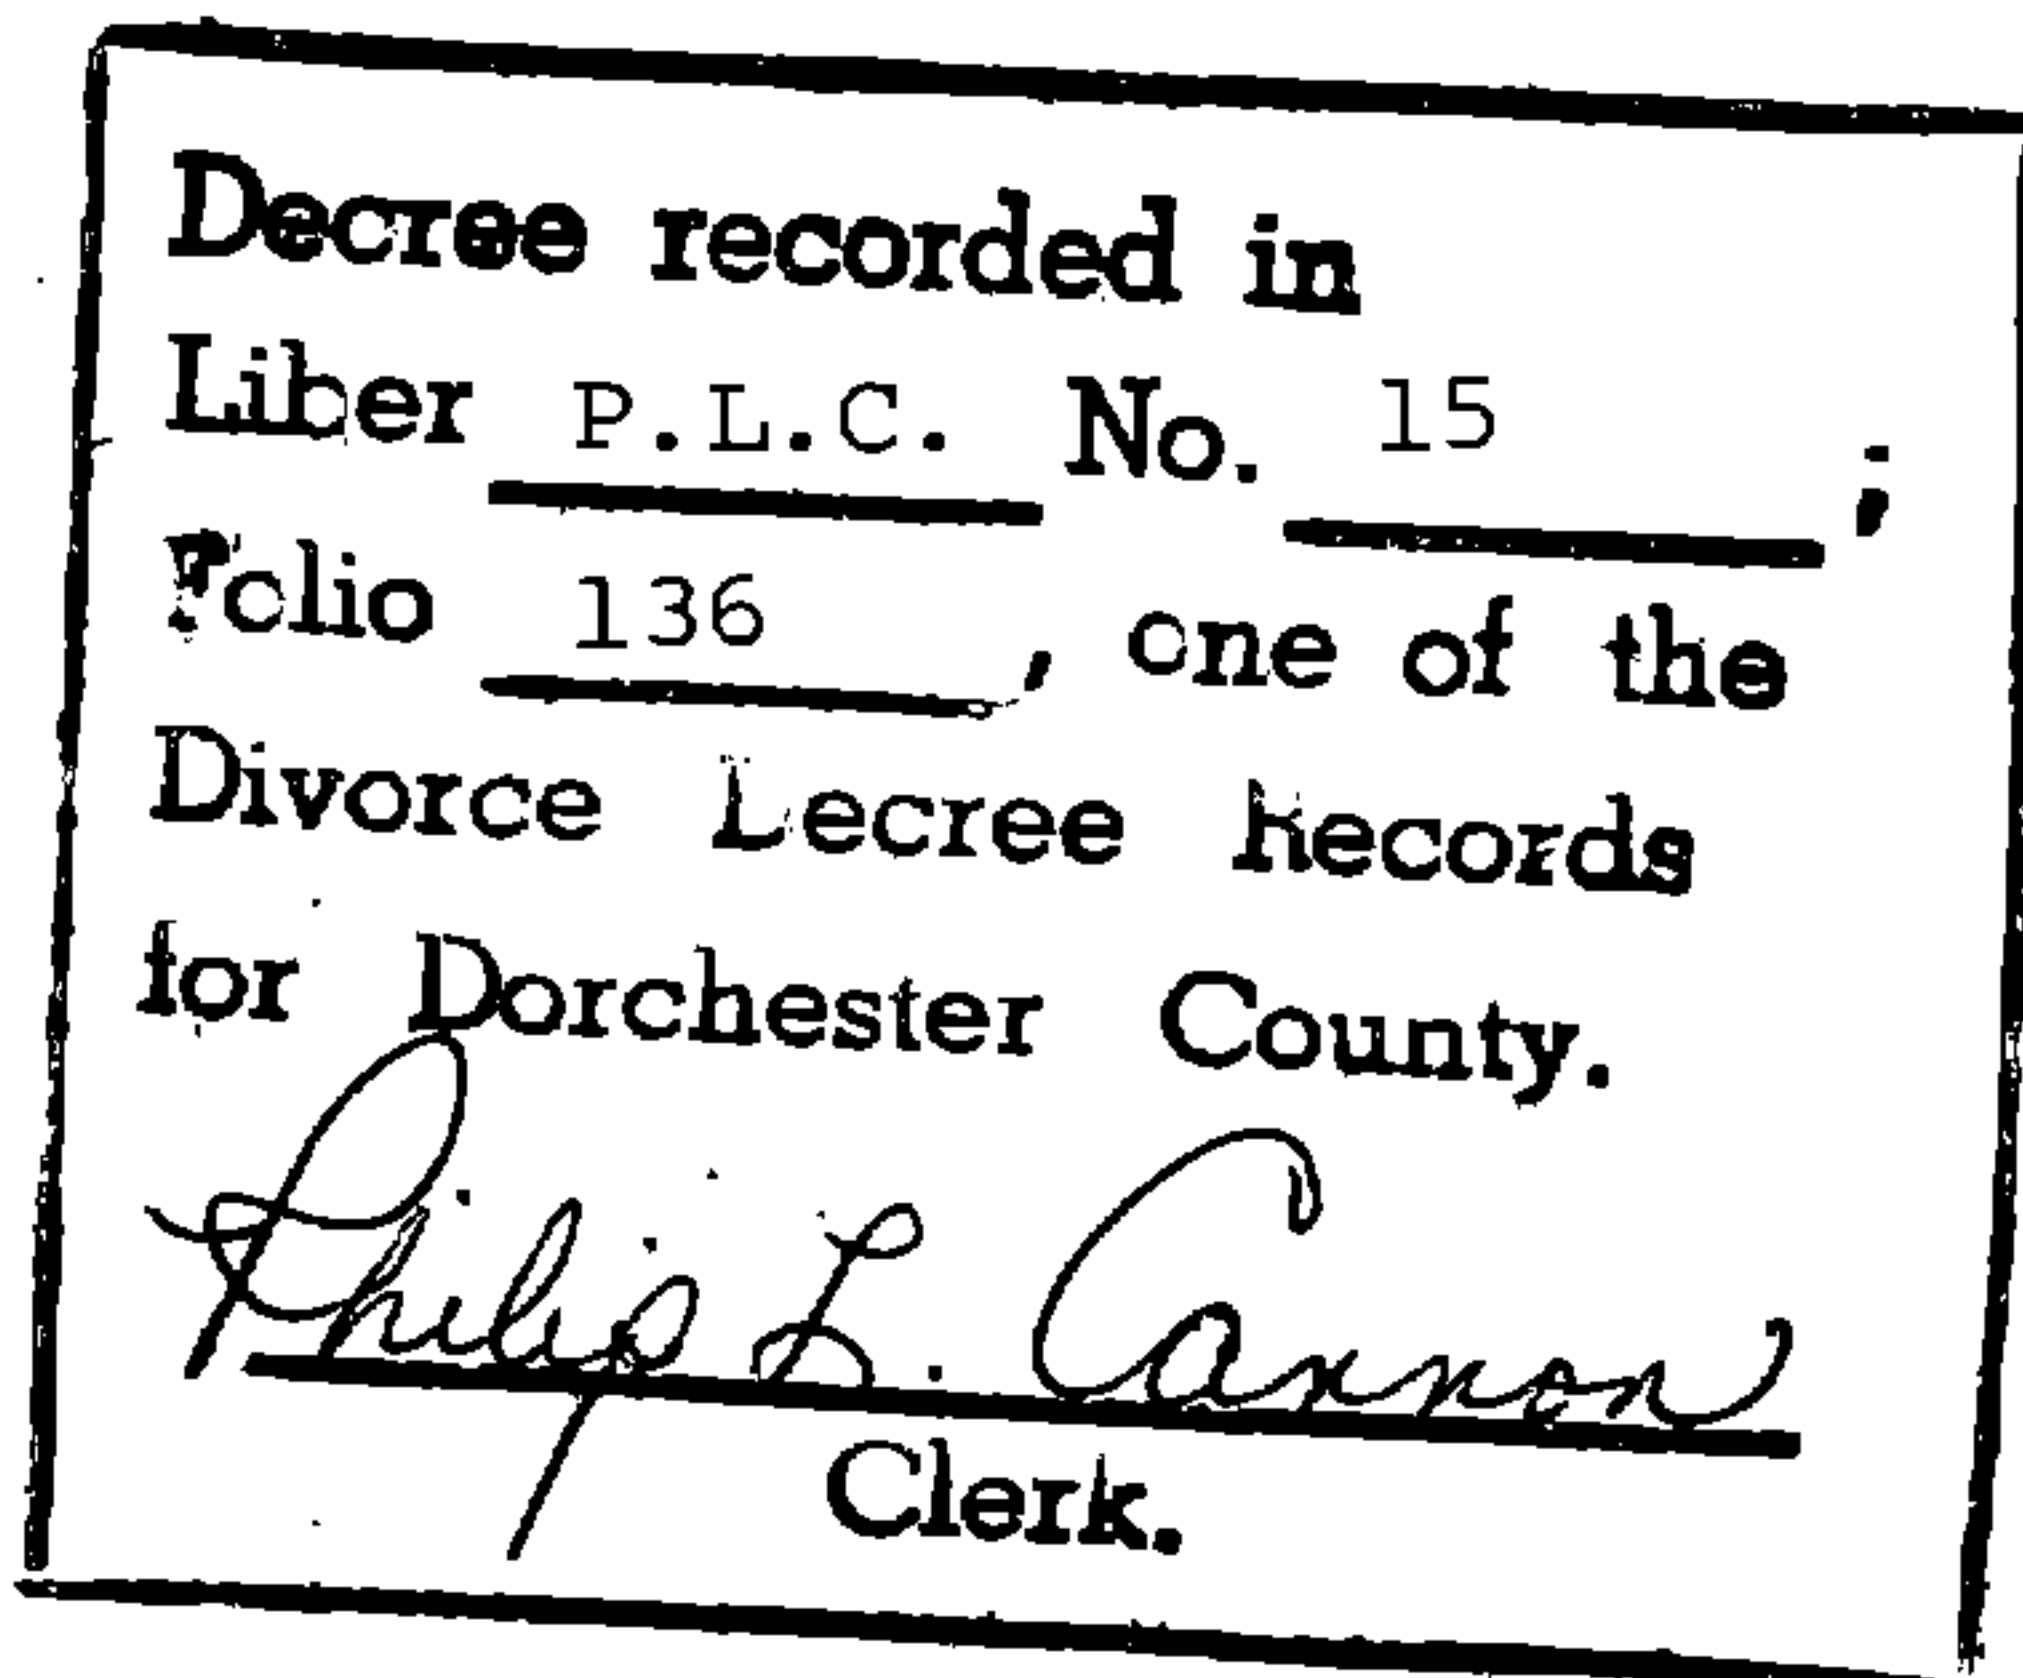 Decree recorded in
Liber P.L.C. No. 15 ;
Folio 136 , one of the
Divorce Decree Records
for Dorchester County.
Philip L. Cannon
Clerk.